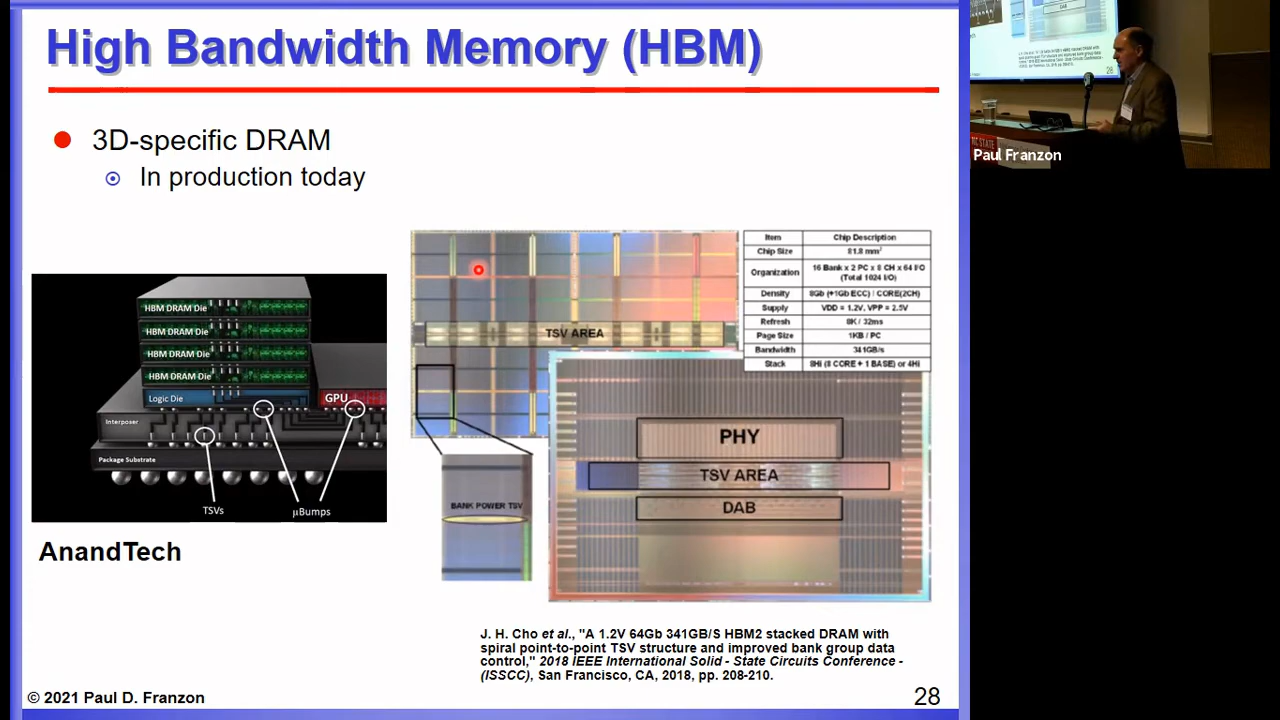 High Bandwidth Memory (HBM)
3D-specific DRAM
In production today
HBM DRAM Die
HBM DRAM Die
HBM DRAM Die
HBM DRAM Die
Logic Die
GPU
Interposer
Package Substrate
TSVs
µBumps
AnandTech
TSV AREA
BANK POWER TSV
PHY
TSV AREA
DAB
Item Chip Description
Chip Size 81.8 mm²
Organization 16 Bank x 2 PC x 8 CH x 64 I/O
(Total 1024 I/O)
Density 8Gb (+1Gb ECC) / CORE(2CH)
Supply VDD = 1.2V, VPP = 2.5V
Refresh 8K / 32ms
Page Size 1KB / PC
Bandwidth 341GB/s
Stack 8Hi (8 CORE + 1 BASE) or 4Hi
J. H. Cho et al., "A 1.2V 64Gb 341GB/S HBM2 stacked DRAM with
spiral point-to-point TSV structure and improved bank group data
control," 2018 IEEE International Solid - State Circuits Conference -
(ISSCC), San Francisco, CA, 2018, pp. 208-210.
© 2021 Paul D. Franzon
28
Paul Franzon
28